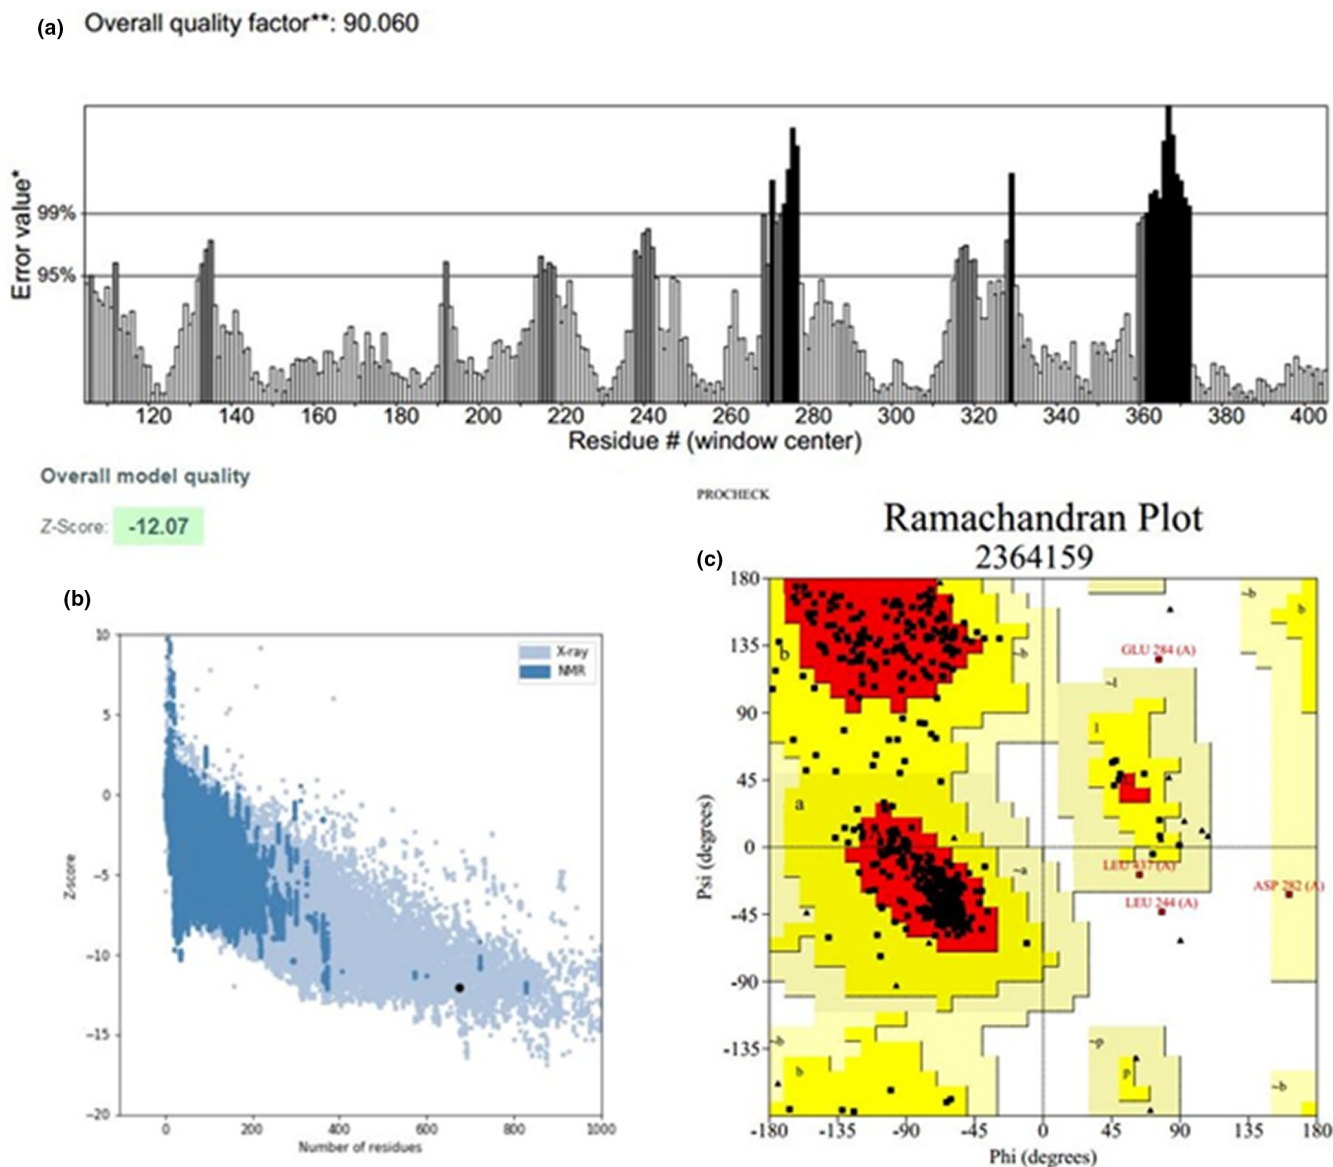 (a) Overall quality factor**: 90.060
Error value*
99%
95%
120 140 160 180 200 220 240 260 280 300 320 340 360 380 400
Residue # (window center)
Overall model quality
Z-Score: -12.07
(b)
10
5
0
−5
−10
−15
−20
Z-score
X-ray
NMR
0 200 400 600 800 1000
Number of residues
PROCHECK
Ramachandran Plot
(c) 2364159
180
135
90
45
0
-45
-90
-135
-180
Psi (degrees)
~b
b
GLU 284 (A)
b
~b
~l
l
a
~a
LEU 437 (A)
ASP 282 (A)
LEU 244 (A)
~b
~p
b
p
~b
-180 -135 -90 -45 0 45 90 135 180
Phi (degrees)